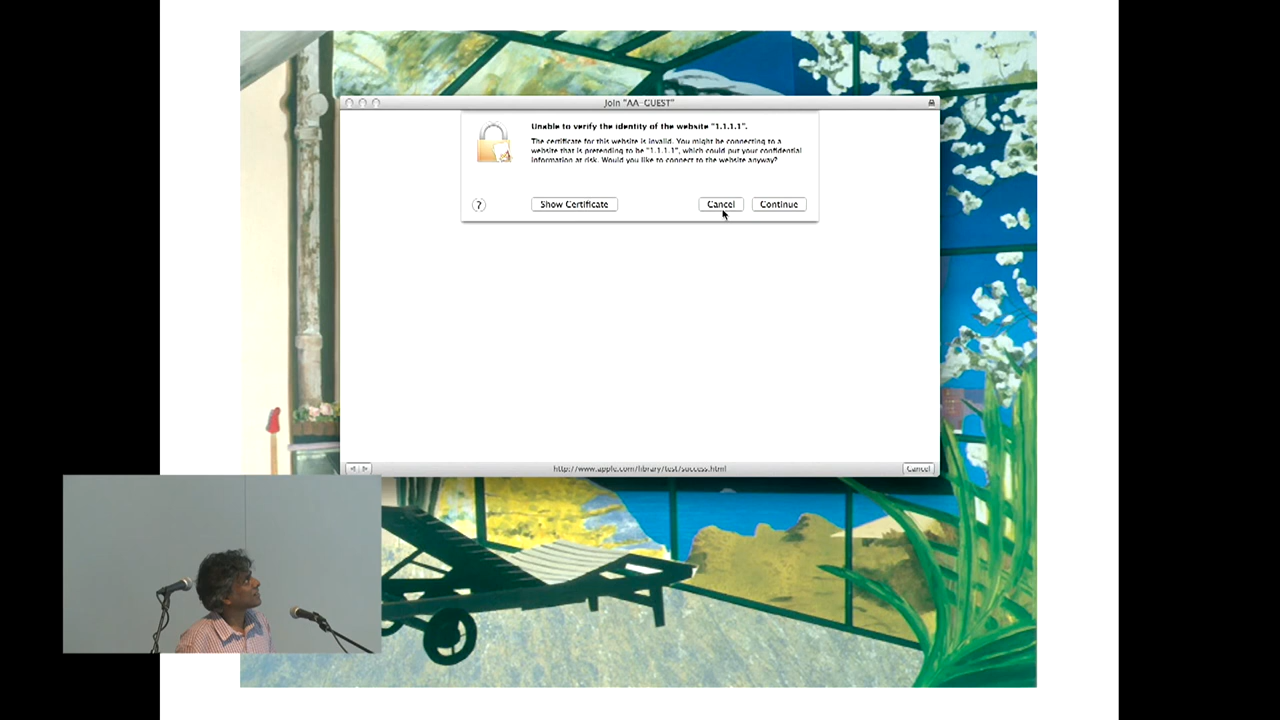 Join "AA-GUEST"
Unable to verify the identity of the website "1.1.1.1".
The certificate for this website is invalid. You might be connecting to a
website that is pretending to be "1.1.1.1", which could put your confidential
information at risk. Would you like to connect to the website anyway?
?
Show Certificate
Cancel
Continue
http://www.apple.com/library/test/success.html
Cancel